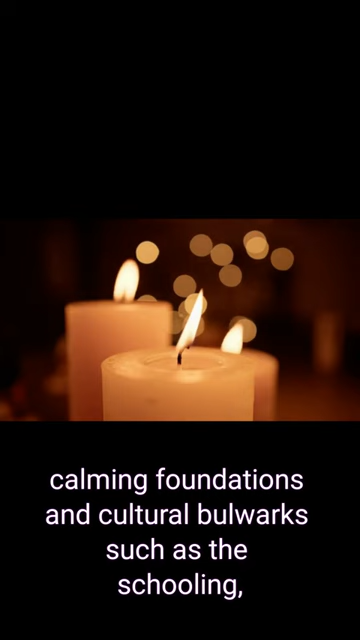 calming foundations
and cultural bulwarks
such as the
schooling,